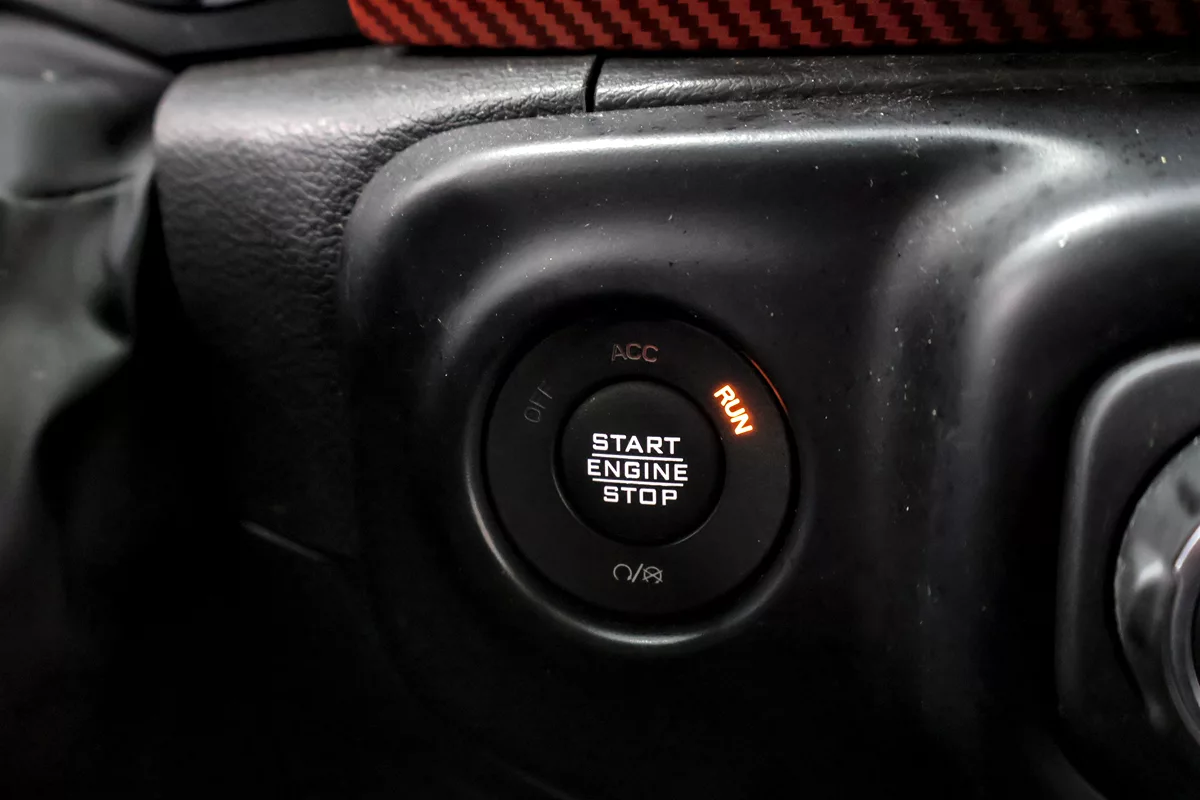 ACC
OFF
RUN
START
ENGINE
STOP